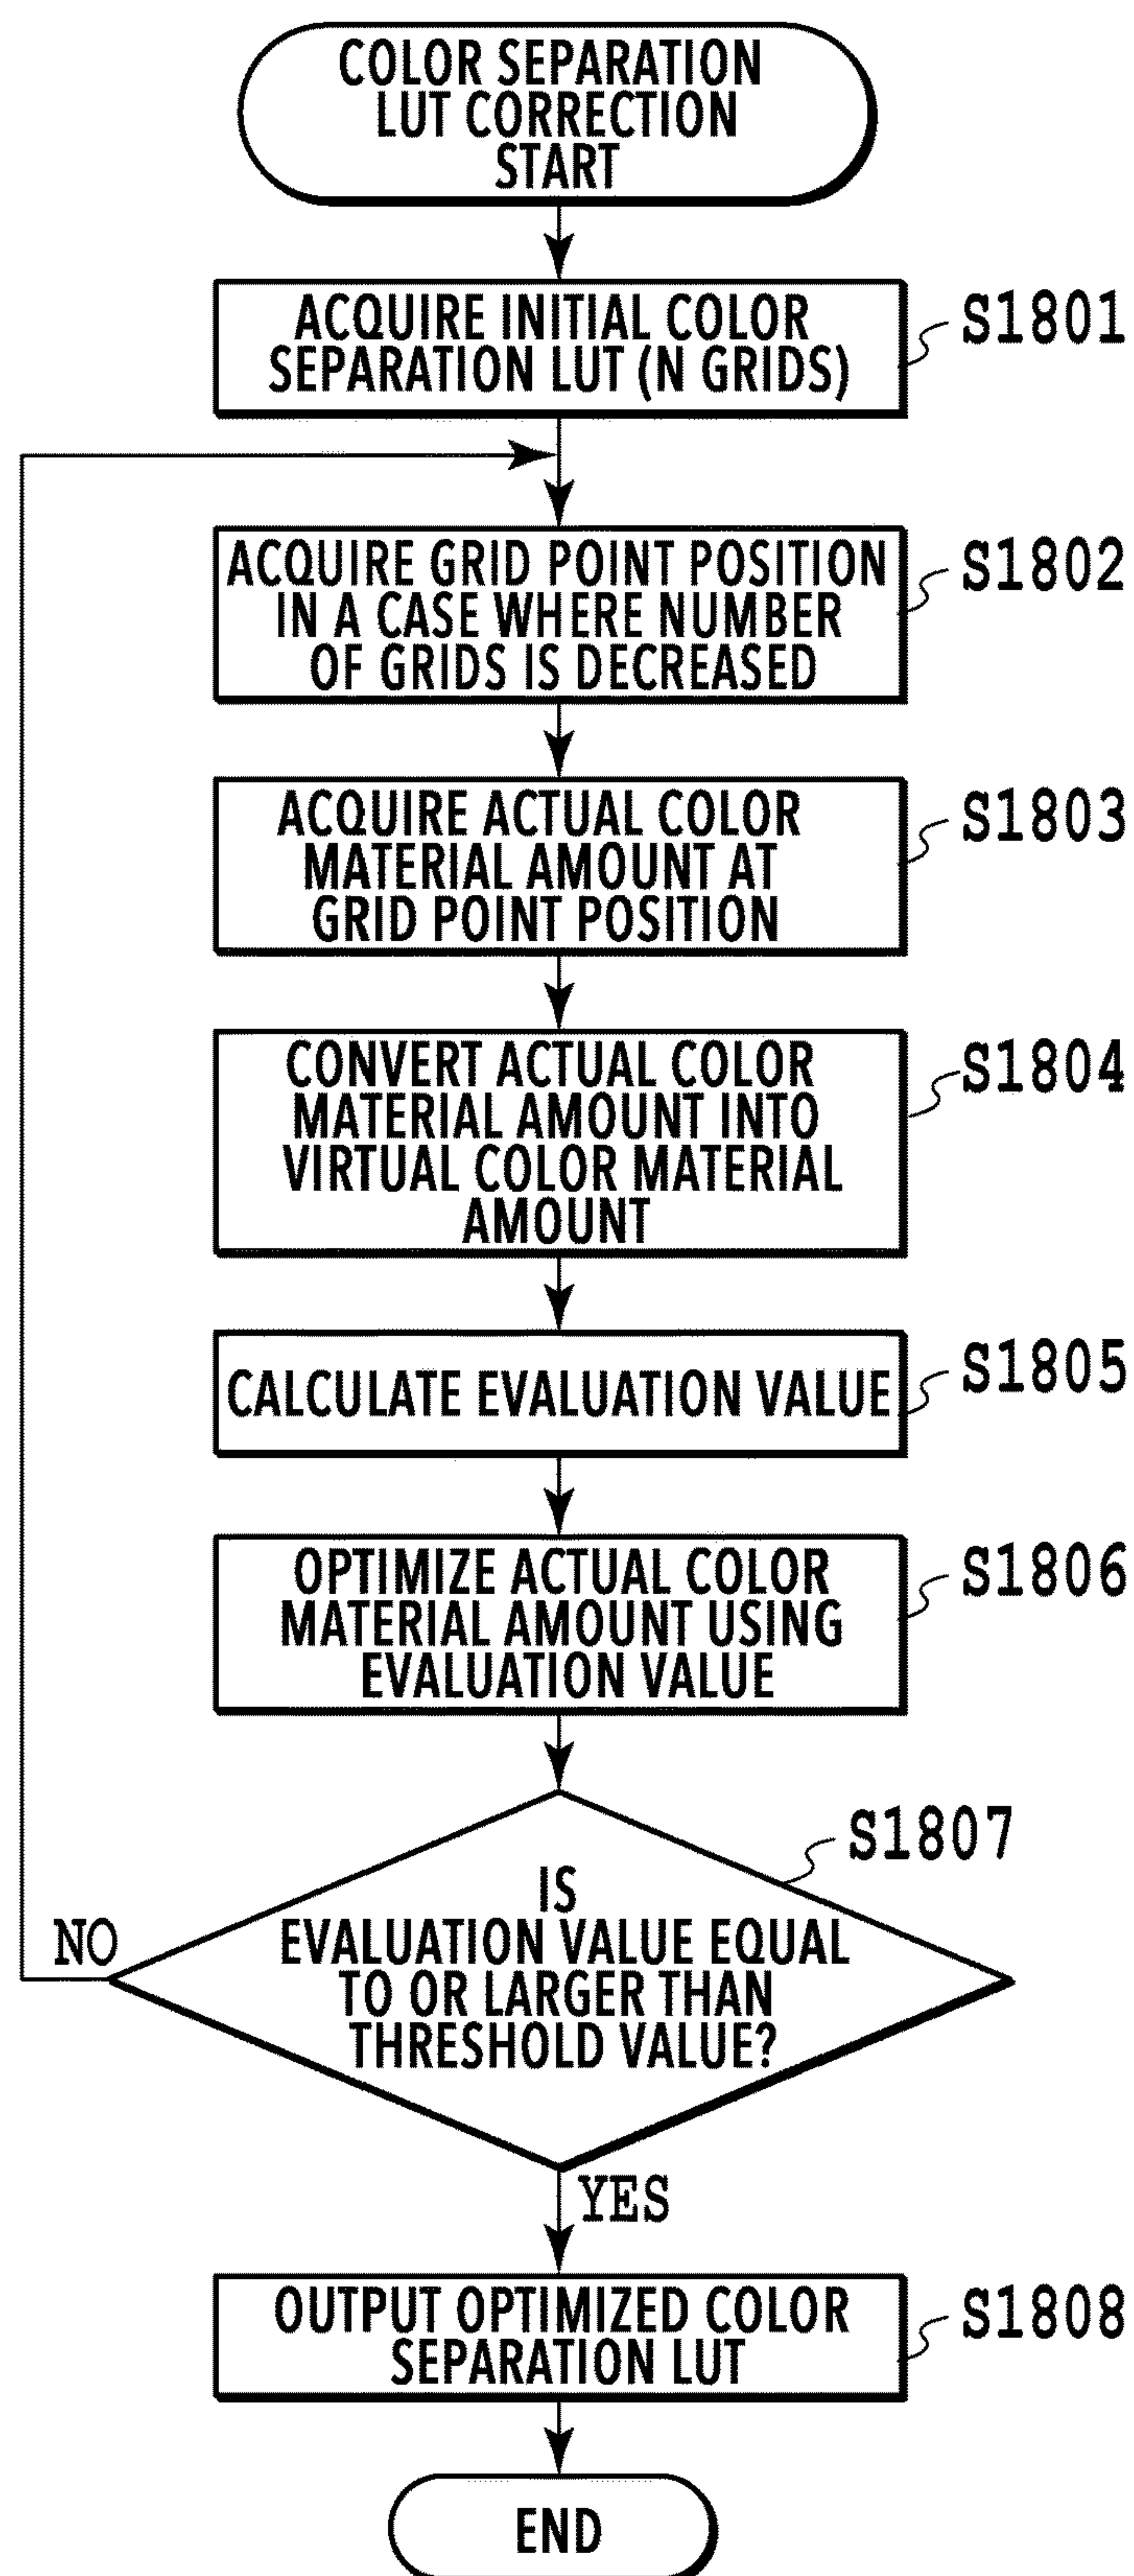 COLOR SEPARATION
LUT CORRECTION
START
ACQUIRE INITIAL COLOR
SEPARATION LUT (N GRIDS)
S1801
ACQUIRE GRID POINT POSITION
IN A CASE WHERE NUMBER
OF GRIDS IS DECREASED
S1802
ACQUIRE ACTUAL COLOR
MATERIAL AMOUNT AT
GRID POINT POSITION
S1803
CONVERT ACTUAL COLOR
MATERIAL AMOUNT INTO
VIRTUAL COLOR MATERIAL
AMOUNT
S1804
CALCULATE EVALUATION VALUE
S1805
OPTIMIZE ACTUAL COLOR
MATERIAL AMOUNT USING
EVALUATION VALUE
S1806
S1807
IS
EVALUATION VALUE EQUAL
TO OR LARGER THAN
THRESHOLD VALUE?
NO
YES
OUTPUT OPTIMIZED COLOR
SEPARATION LUT
S1808
END